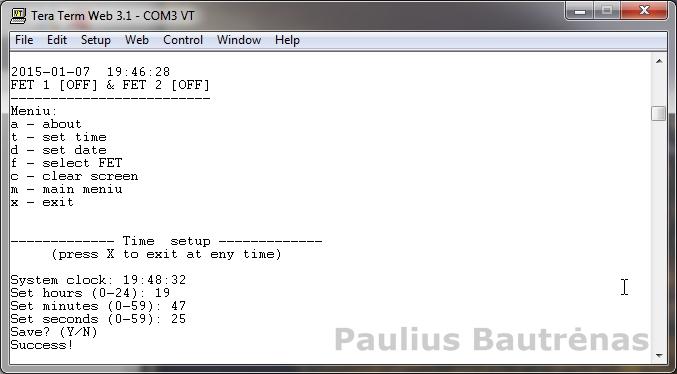 Tera Term Web 3.1 - COM3 VT
File Edit Setup Web Control Window Help
2015-01-07 19:46:28
FET 1 [OFF] & FET 2 [OFF]
-------------------------
Meniu:
a - about
t - set time
d - set date
f - select FET
c - clear screen
m - main meniu
x - exit
------------- Time setup -------------
(press X to exit at eny time)
System clock: 19:48:32
Set hours (0-24): 19
Set minutes (0-59): 47
Set seconds (0-59): 25
Save? (Y/N)
Success!
Paulius Bautrėnas